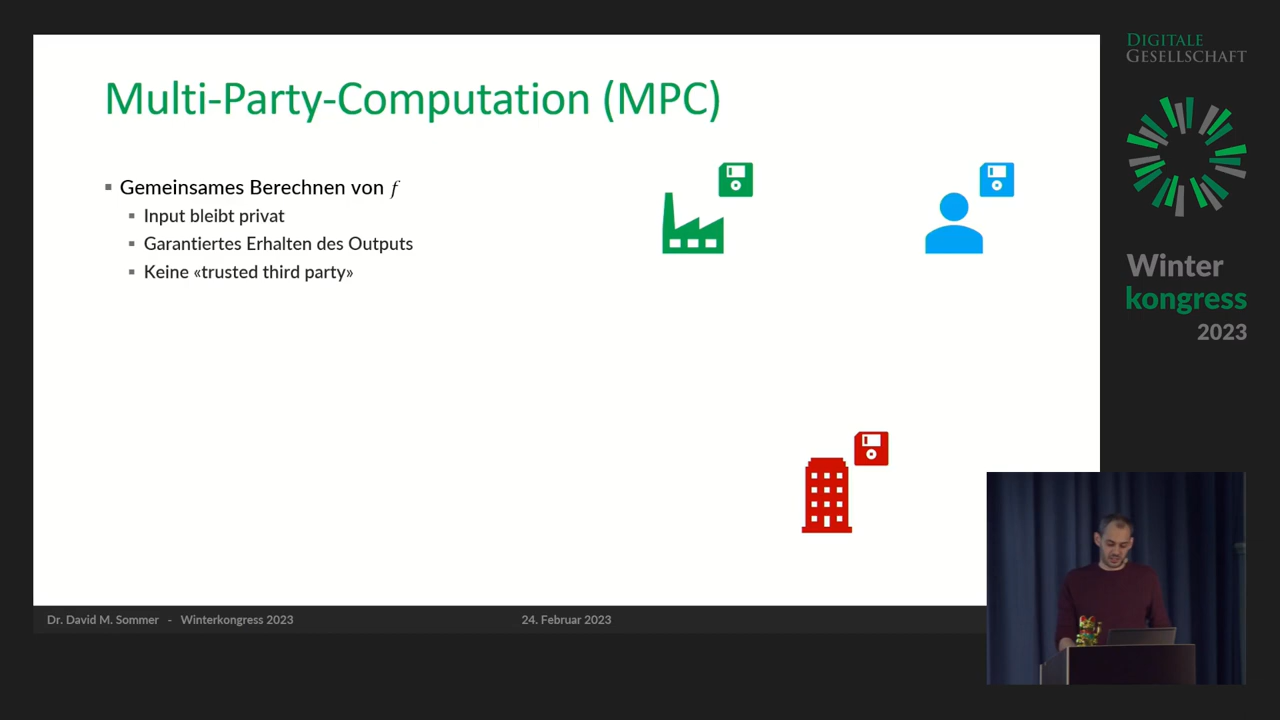 Multi-Party-Computation (MPC)
Gemeinsames Berechnen von f
Input bleibt privat
Garantiertes Erhalten des Outputs
Keine «trusted third party»
Dr. David M. Sommer - Winterkongress 2023
24. Februar 2023
DIGITALE
GESELLSCHAFT
Winter
kongress
2023